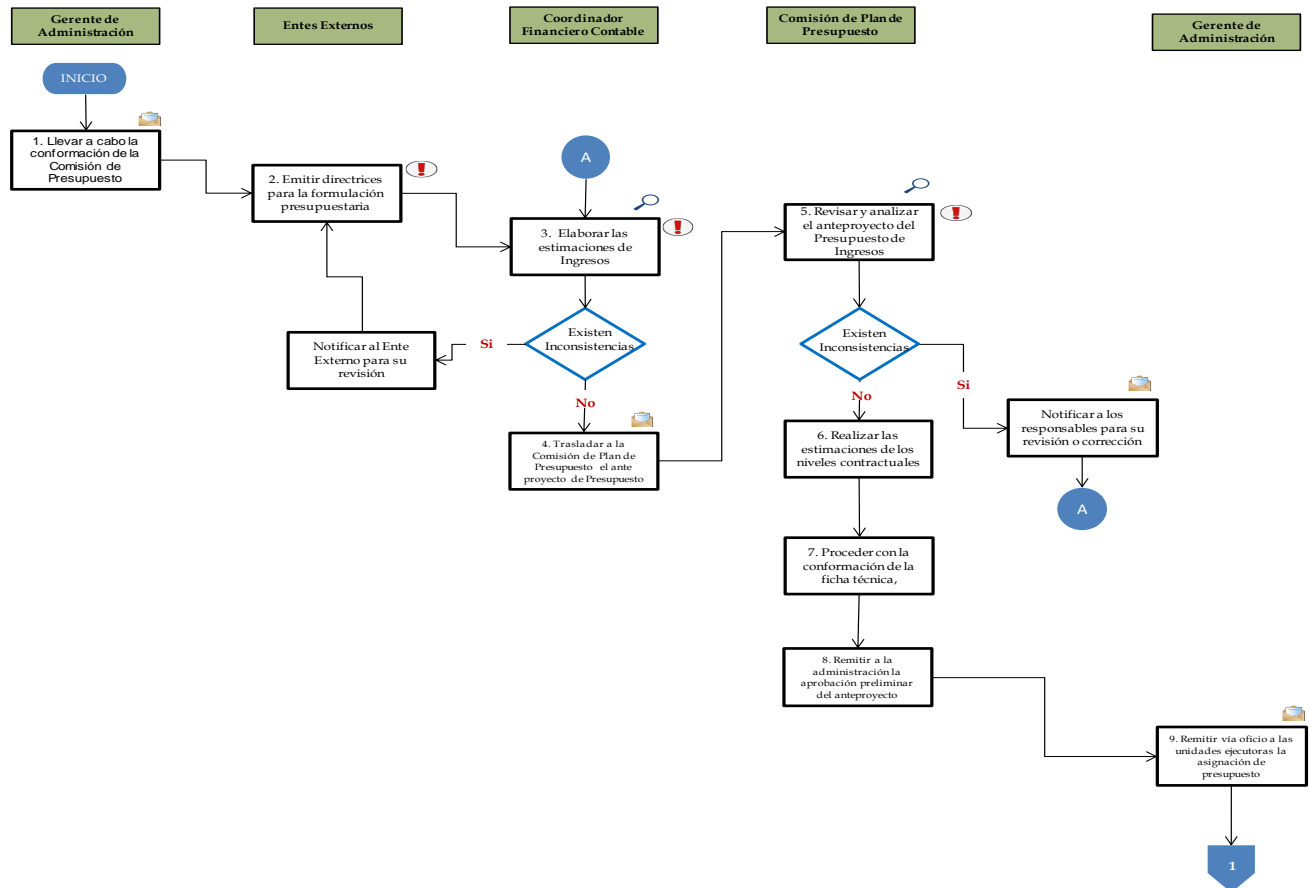 Gerente de
Administración
Entes Externos
Coordinador
Financiero Contable
Comisión de Plan de
Presupuesto
Gerente de
Administración
INICIO
1. Llevar a cabo la
conformación de la
Comisión de
Presupuesto
2. Emitir directrices
para la formulación
presupuestaria
A
3. Elaborar las
estimaciones de
Ingresos
5. Revisar y analizar
el anteproyecto del
Presupuesto de
Ingresos
Notificar al Ente
Externo para su
revisión
Si
Existen
Inconsistencias
No
4. Trasladar a la
Comisión de Plan de
Presupuesto el ante
proyecto de Presupuesto
Existen
Inconsistencias
Si
No
Notificar a los
responsables para su
revisión o corrección
A
6. Realizar las
estimaciones de los
niveles contractuales
7. Proceder con la
conformación de la
ficha técnica,
8. Remitir a la
administración la
aprobación preliminar
del anteproyecto
9. Remitir vía oficio a las
unidades ejecutoras la
asignación de
presupuesto
1